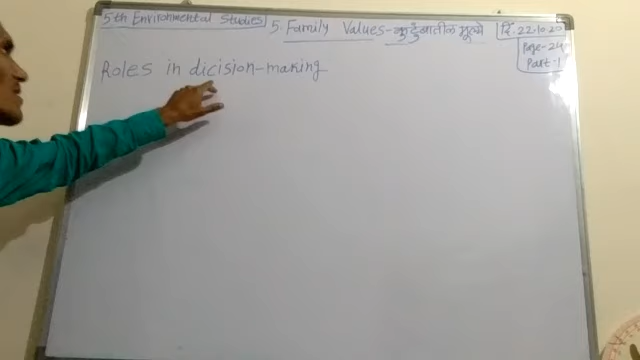 5th Environmental Studies
5. Family Values - कुटुंबातील मूल्ये
दि. 22.10.20
Page-24
Part-1
Roles in dicision-making